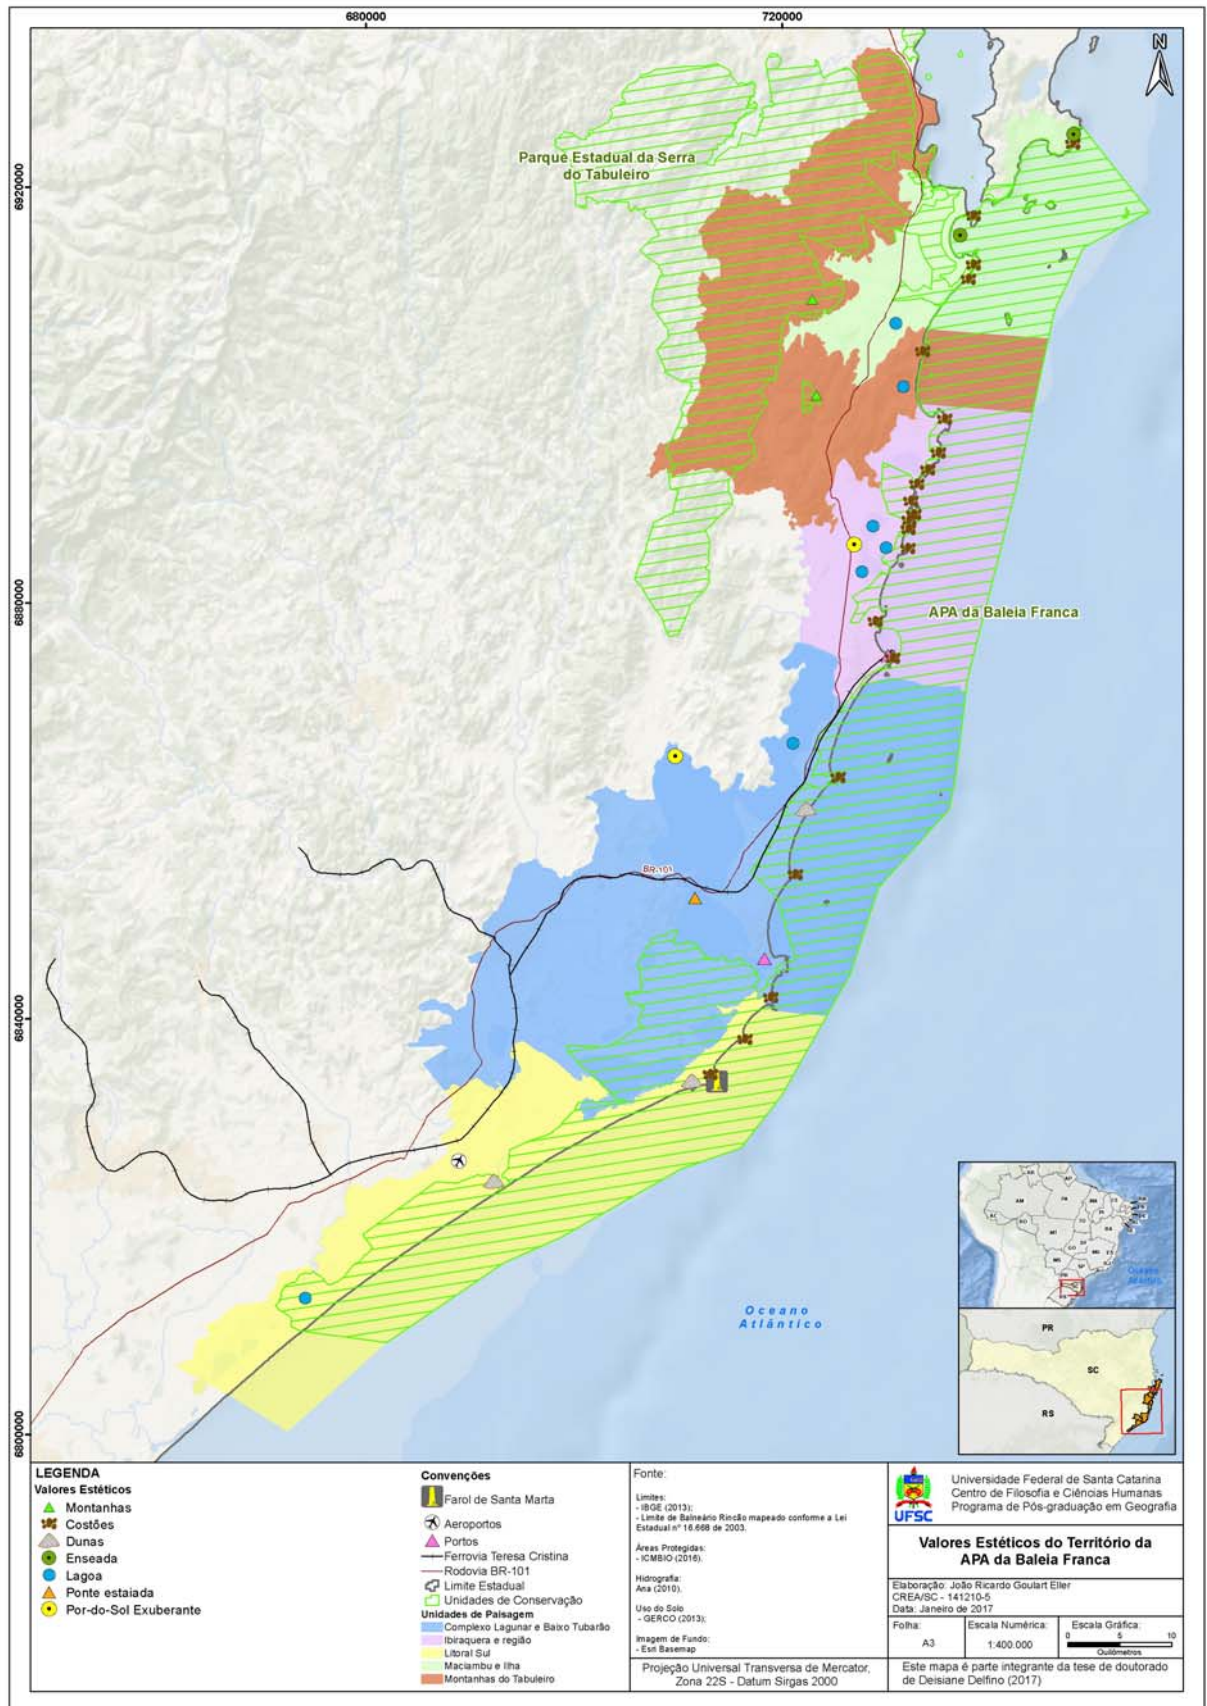 680000
720000
N
6920000
Parque Estadual da Serra
do Tabuleiro
6880000
APA da Baleia Franca
BR-101
6840000
Oceano
Atlântico
PR
SC
RS
6800000
LEGENDA
Valores Estéticos
Montanhas
Costões
Dunas
Enseada
Lagoa
Ponte estaiada
Por-do-Sol Exuberante
Convenções
Farol de Santa Marta
Aeroportos
Portos
Ferrovia Teresa Cristina
Rodovia BR-101
Limite Estadual
Unidades de Conservação
Unidades de Paisagem
Complexo Lagunar e Baixo Tubarão
Ibiraquera e região
Litoral Sul
Maciambu e Ilha
Montanhas do Tabuleiro
Fonte:
Limites:
- IBGE (2013);
- Limite de Balneário Rincão mapeado conforme a Lei
Estadual nº 16.668 de 2003.
Áreas Protegidas:
- ICMBIO (2016).
Hidrografia:
Ana (2010).
Uso do Solo
- GERCO (2013);
Imagem de Fundo:
- Esri Basemap
Projeção Universal Transversa de Mercator,
Zona 22S - Datum Sirgas 2000
UFSC
Universidade Federal de Santa Catarina
Centro de Filosofia e Ciências Humanas
Programa de Pós-graduação em Geografia
Valores Estéticos do Território da
APA da Baleia Franca
Elaboração: João Ricardo Goulart Eller
CREA/SC - 141210-5
Data: Janeiro de 2017
Folha:
A3
Escala Numérica:
1:400.000
Escala Gráfica:
0 5 10
Quilômetros
Este mapa é parte integrante da tese de doutorado
de Deisiane Delfino (2017)